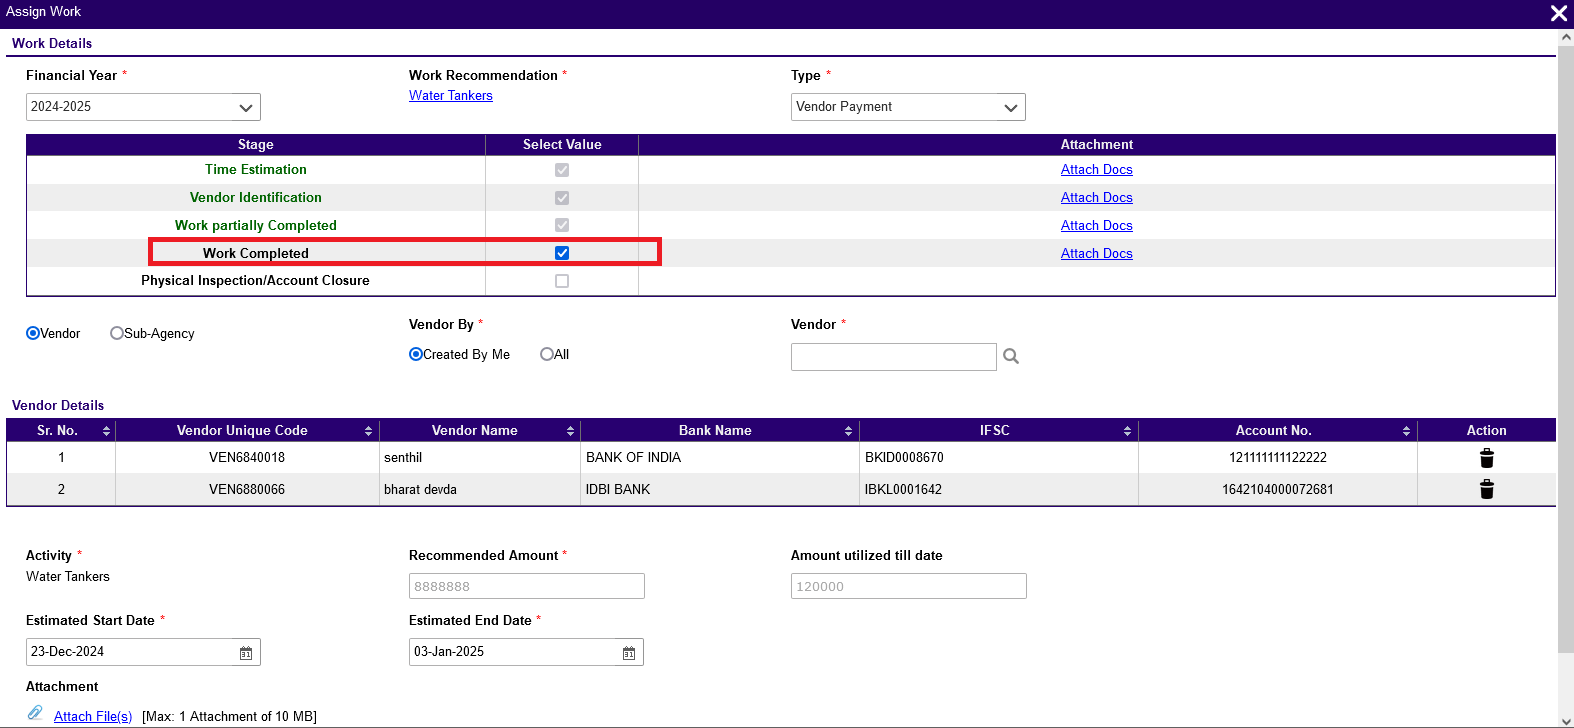 Assign Work
Work Details
Financial Year * Work Recommendation * Type *
2024-2025 Water Tankers Vendor Payment
Stage Select Value Attachment
Time Estimation Attach Docs
Vendor Identification Attach Docs
Work partially Completed Attach Docs
Work Completed Attach Docs
Physical Inspection/Account Closure
Vendor Sub-Agency Vendor By * Vendor *
Created By Me All
Vendor Details
Sr. No. Vendor Unique Code Vendor Name Bank Name IFSC Account No. Action
1 VEN6840018 senthil BANK OF INDIA BKID0008670 121111111122222
2 VEN6880066 bharat devda IDBI BANK IBKL0001642 1642104000072681
Activity * Recommended Amount * Amount utilized till date
Water Tankers 8888888 120000
Estimated Start Date * Estimated End Date *
23-Dec-2024 03-Jan-2025
Attachment
Attach File(s) [Max: 1 Attachment of 10 MB]